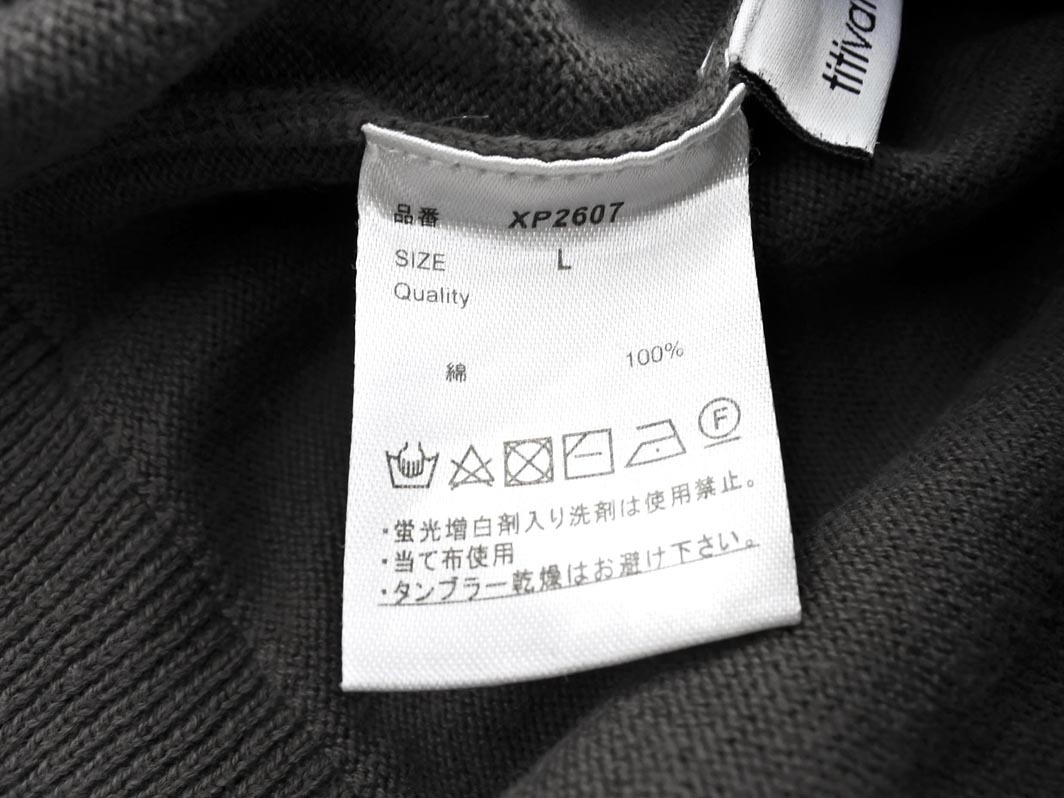 titiva
品番 XP2607
SIZE L
Quality
綿 100%
F
・蛍光増白剤入り洗剤は使用禁止。
・当て布使用
・タンブラー乾燥はお避け下さい。